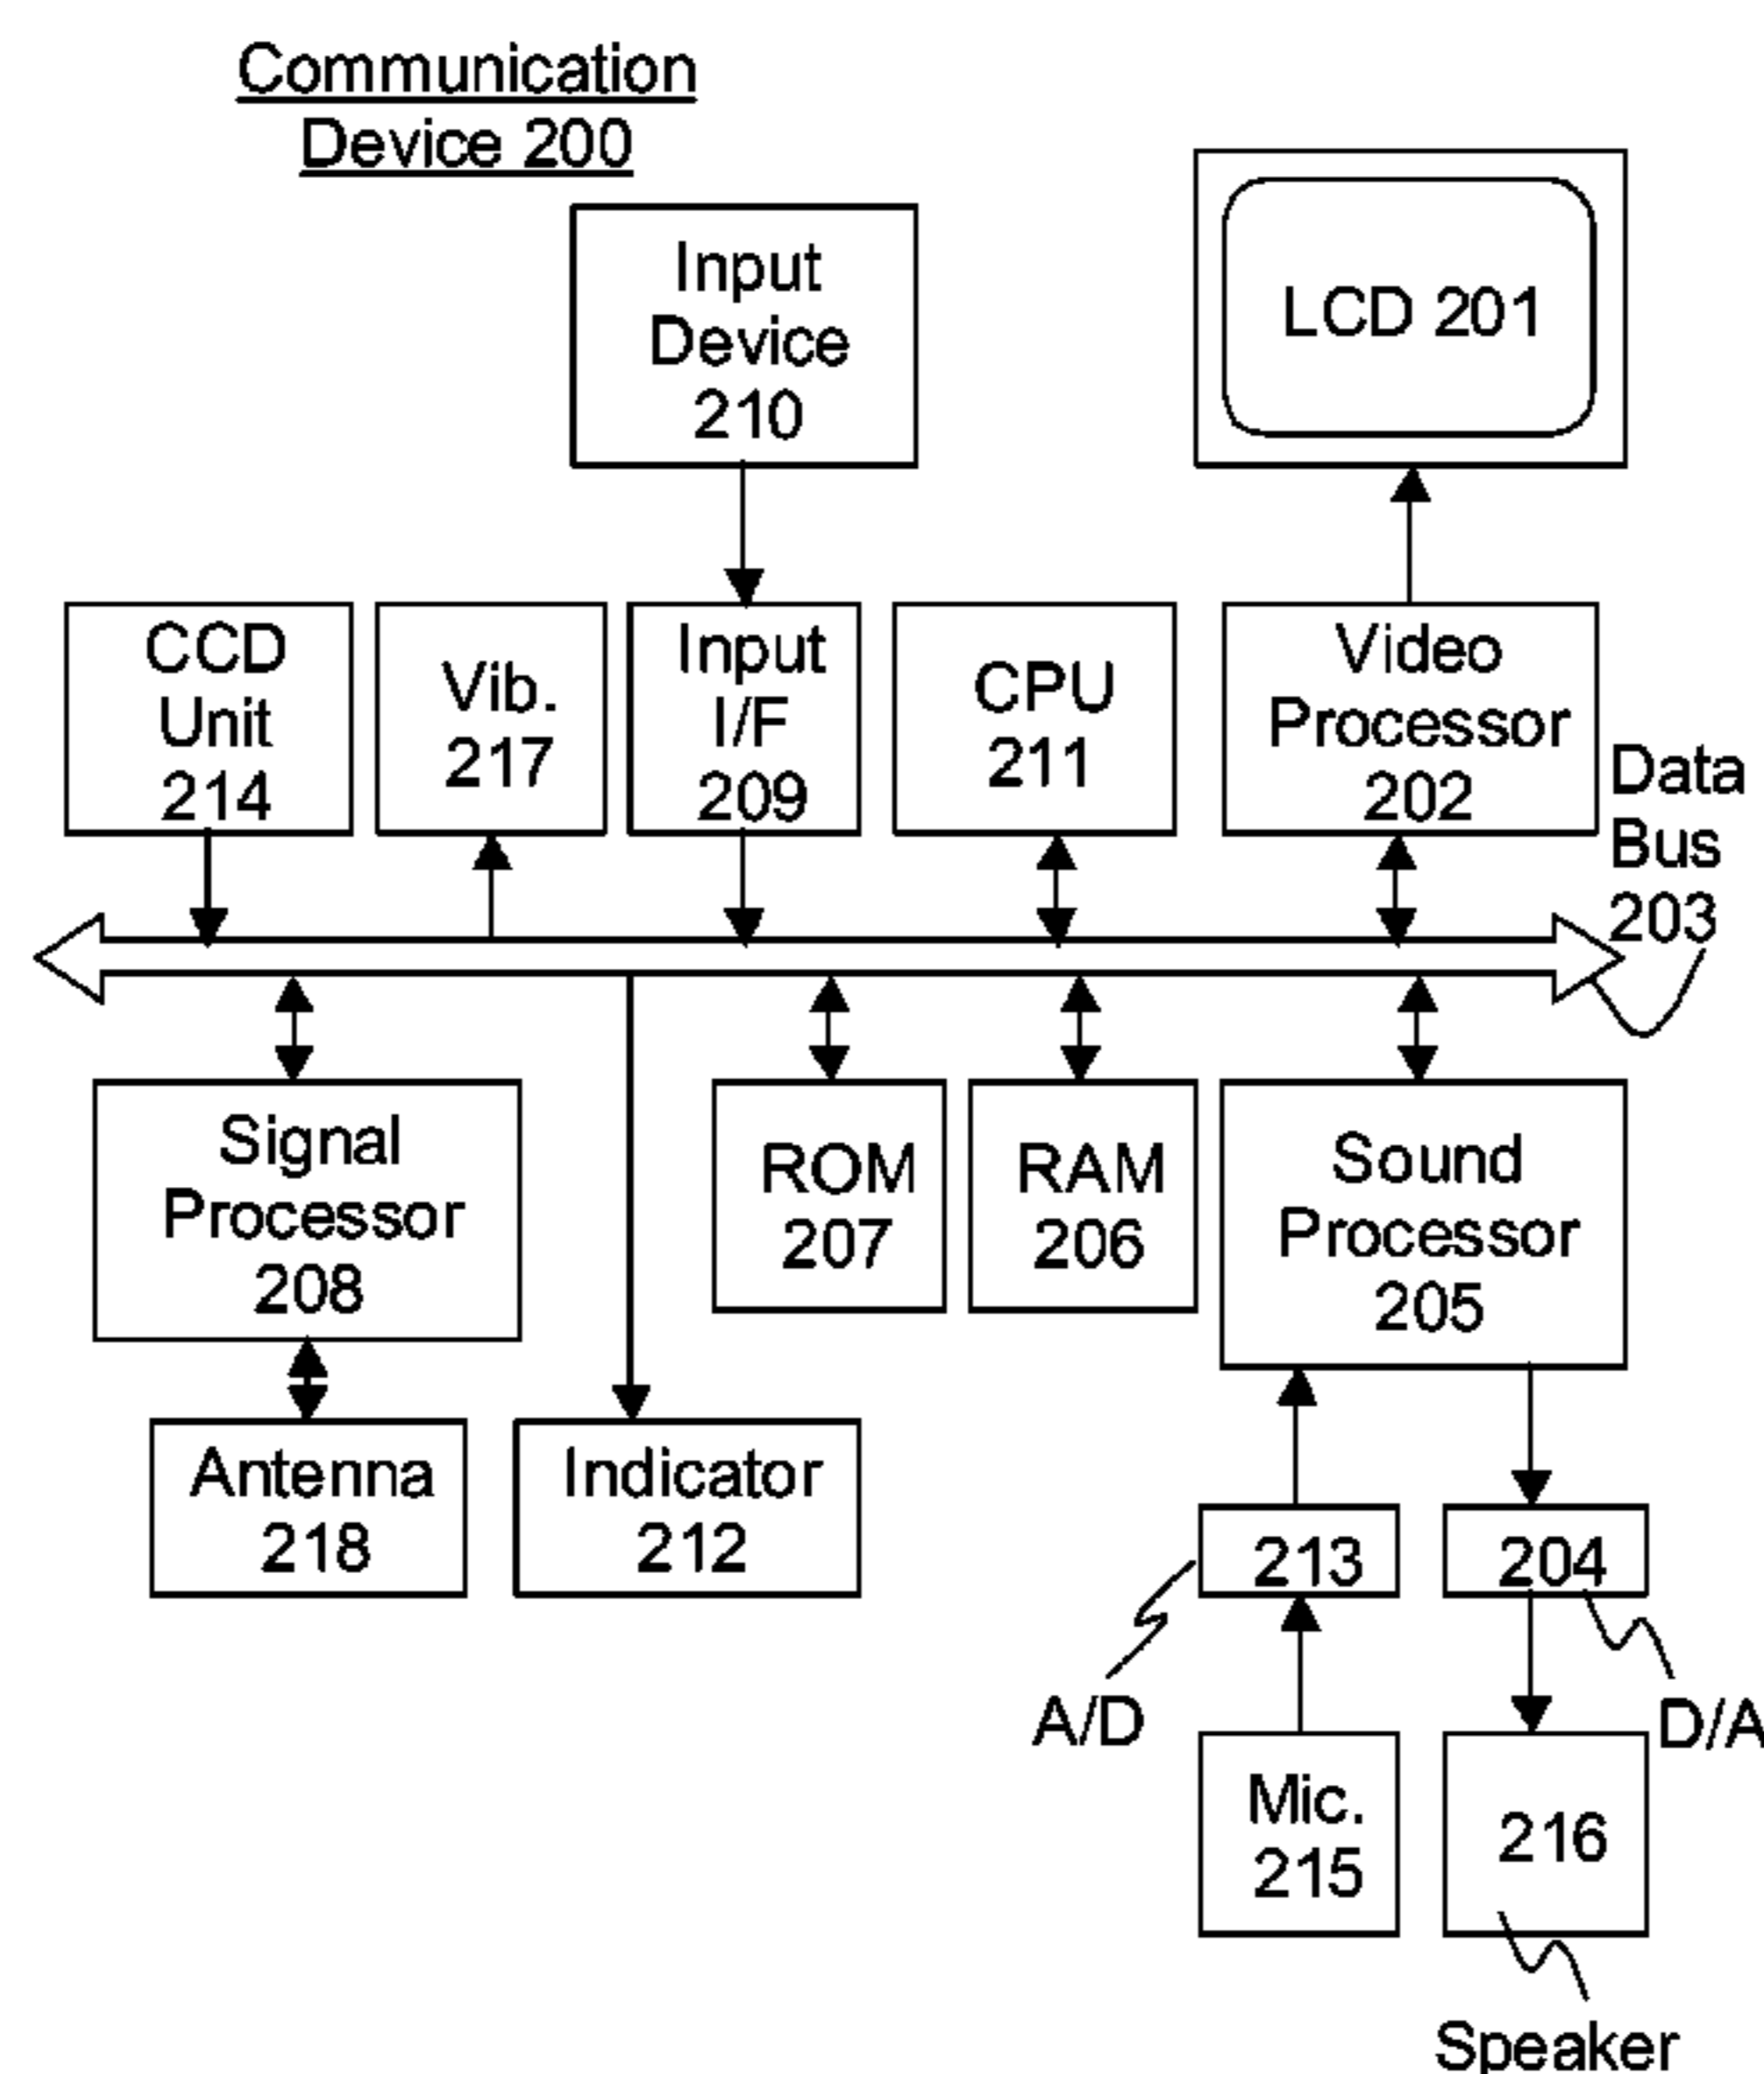 Communication
Device 200
Input
Device
210
LCD 201
CCD
Unit
214
Vib.
217
Input
I/F
209
CPU
211
Video
Processor
202
Data
Bus
203
Signal
Processor
208
ROM
207
RAM
206
Sound
Processor
205
Antenna
218
Indicator
212
213
204
A/D
D/A
Mic.
215
216
Speaker